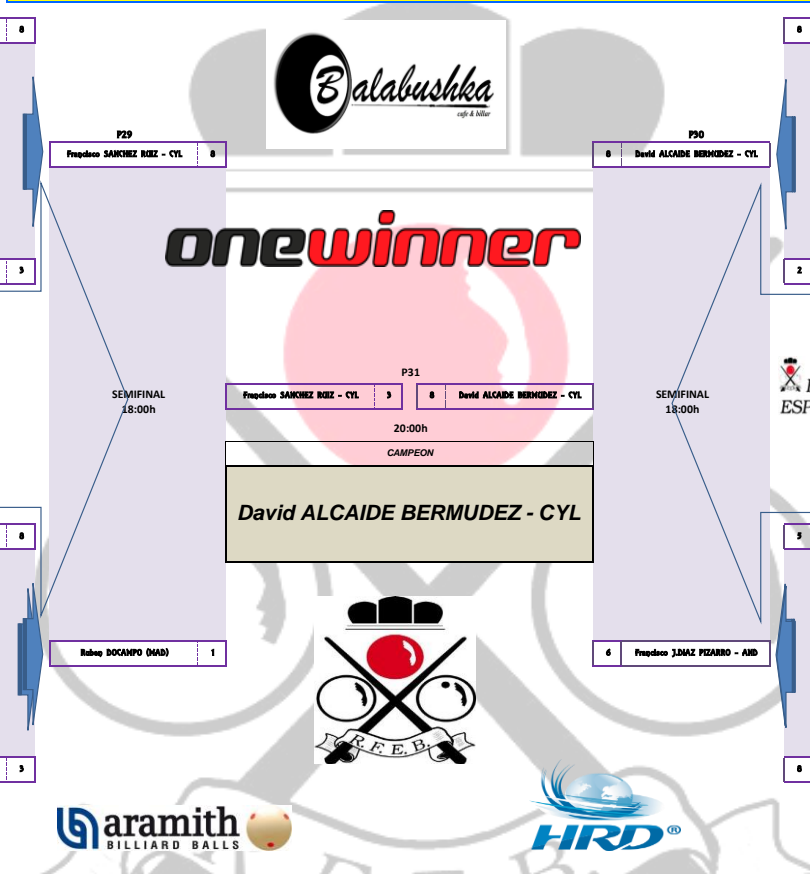 8
8
Balabushka
cafe & billar
P29
P30
Francisco SANCHEZ RUIZ - CYL 8
8 David ALCAIDE BERMUDEZ - CYL
onewinner
3
2
P31
SEMIFINAL
18:00h
Francisco SANCHEZ RUIZ - CYL 3
8 David ALCAIDE BERMUDEZ - CYL
SEMIFINAL
18:00h
20:00h
CAMPEON
David ALCAIDE BERMUDEZ - CYL
8
5
Ruben DOCAMPO (MAD) 1
6 Francisco J.DIAZ PIZARRO - AND
R.F.E.B.
3
8
aramith
BILLIARD BALLS
HRD®